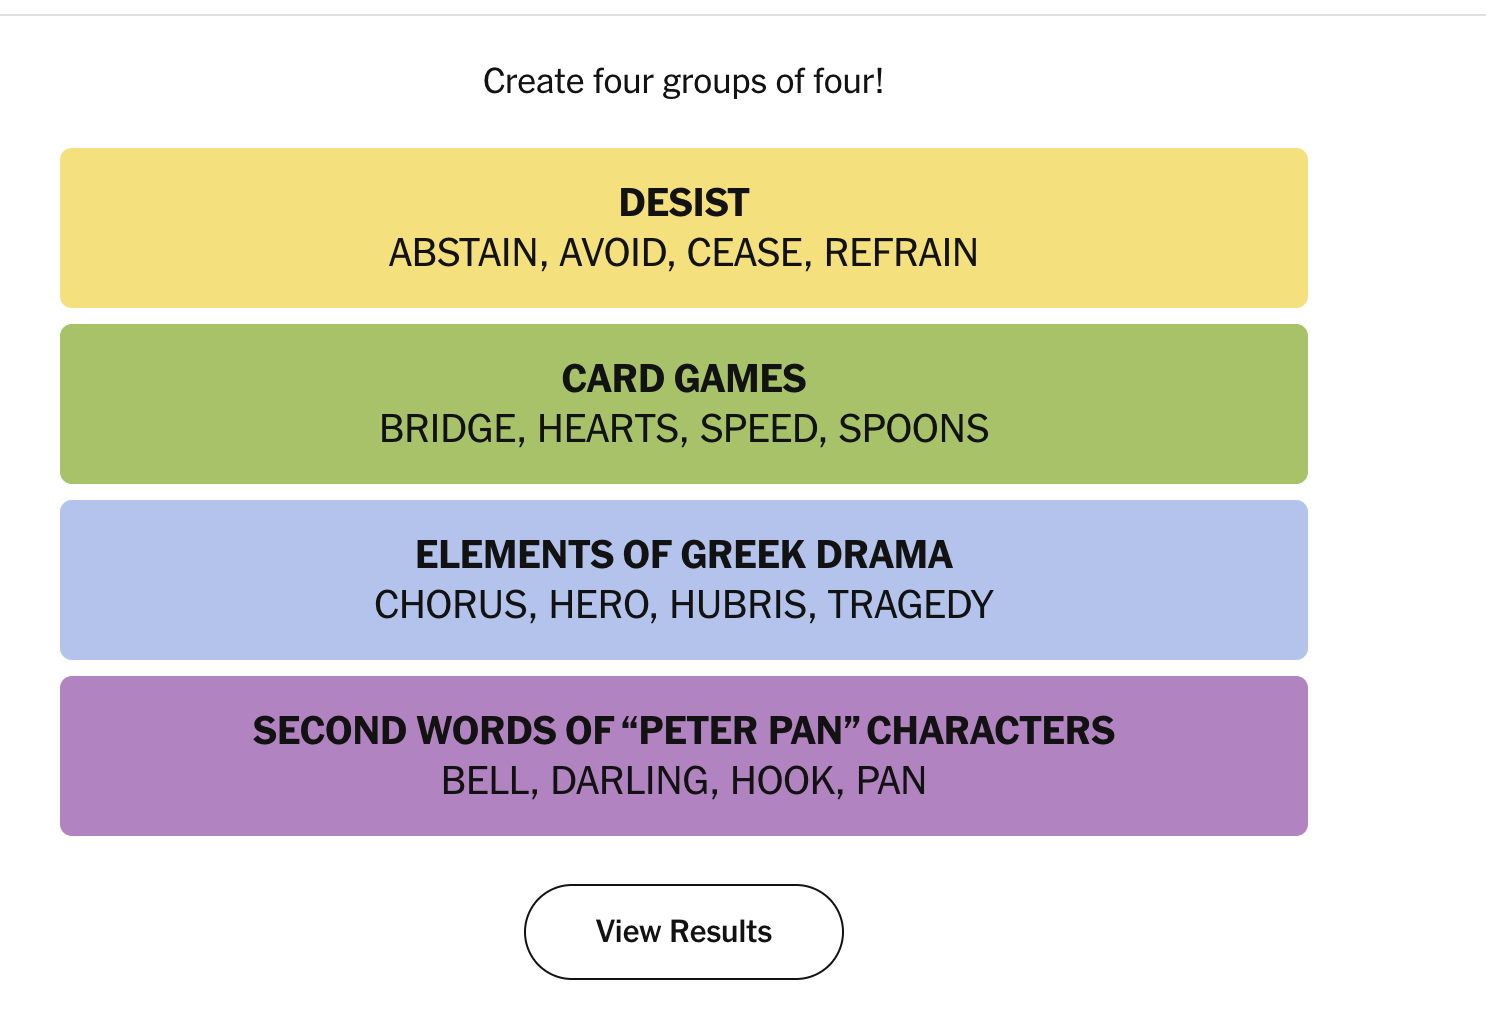 Create four groups of four!
DESIST
ABSTAIN, AVOID, CEASE, REFRAIN
CARD GAMES
BRIDGE, HEARTS, SPEED, SPOONS
ELEMENTS OF GREEK DRAMA
CHORUS, HERO, HUBRIS, TRAGEDY
SECOND WORDS OF “PETER PAN” CHARACTERS
BELL, DARLING, HOOK, PAN
View Results